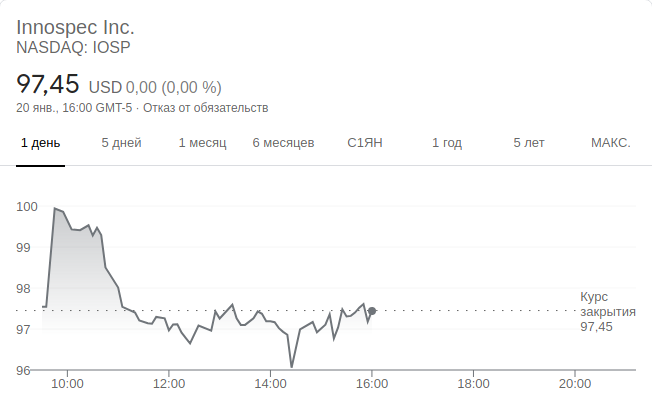 Innospec Inc.
NASDAQ: IOSP
97,45 USD 0,00 (0,00 %)
20 янв., 16:00 GMT-5 · Отказ от обязательств
1 день 5 дней 1 месяц 6 месяцев С1ЯН 1 год 5 лет МАКС.
100
99
98
97
96
Курс
закрытия
97,45
10:00 12:00 14:00 16:00 18:00 20:00